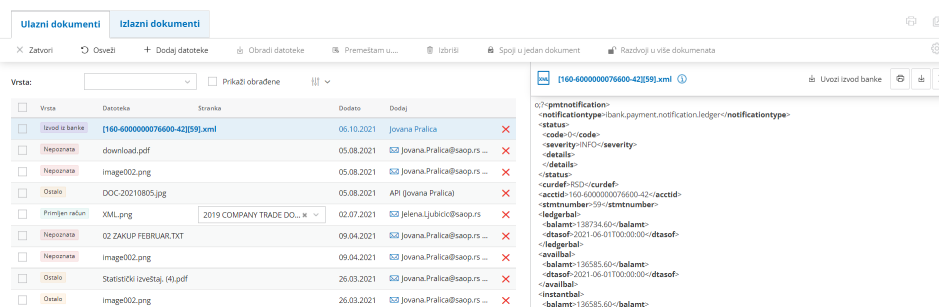 Ulazni dokumenti Izlazni dokumenti
Zatvori Osveži Dodaj datoteke Obradi datoteke Premeštam u.... Izbriši Spoji u jedan dokument Razdvoji u više dokumenata
Vrsta: Prikaži obrađene
Vrsta Datoteka Stranka Dodato Dodaj
Izvod iz banke [160-6000000076600-42][59].xml 06.10.2021 Jovana Pralica
Nepoznata download.pdf 05.08.2021 Jovana.Pralica@saop.rs ...
Nepoznata image002.png 05.08.2021 Jovana.Pralica@saop.rs ...
Ostalo DOC-20210805.jpg 05.08.2021 API (Jovana Pralica)
Primljen račun XML.png 2019 COMPANY TRADE DO... 02.07.2021 Jelena.Ljubicic@saop.rs
Nepoznata 02 ZAKUP FEBRUAR.TXT 09.04.2021 Jovana.Pralica@saop.rs ...
Nepoznata image002.png 09.04.2021 Jovana.Pralica@saop.rs ...
Ostalo Statistički izveštaj, (4).pdf 26.03.2021 Jovana.Pralica@saop.rs ...
Ostalo image002.png 26.03.2021 Jovana.Pralica@saop.rs ...
XML [160-6000000076600-42][59].xml Uvozi izvod banke
o;?<pmtnotification>
<notificationtype>ibank.payment.notification.ledger</notificationtype>
<status>
<code>0</code>
<severity>INFO</severity>
<details>
</details>
</status>
<curdef>RSD</curdef>
<acctid>160-6000000076600-42</acctid>
<stmtnumber>59</stmtnumber>
<ledgerbal>
<balamt>138734.60</balamt>
<dtasof>2021-06-01T00:00:00</dtasof>
</ledgerbal>
<availbal>
<balamt>136585.60</balamt>
<dtasof>2021-06-01T00:00:00</dtasof>
</availbal>
<instantbal>
<balamt>136585.60</balamt>